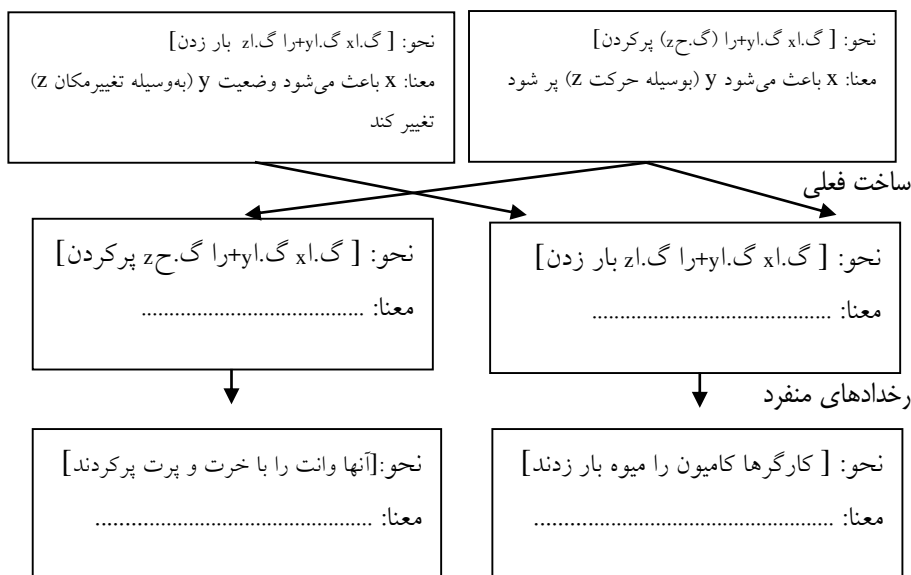 نحو: [ گ.اx گ.اy+را (گ.حz) پرکردن]
معنا: x باعث می‌شود y (بوسیله حرکت z) پر شود
نحو: [ گ.اx گ.اy+را گ.اz بار زدن]
معنا: x باعث می‌شود وضعیت y (به‌وسیله تغییرمکان z)
تغییر کند
ساخت فعلی
نحو: [ گ.اx گ.اy+را گ.اz بار زدن]
معنا: ..........................................
نحو: [ گ.اx گ.اy+را گ.حz پرکردن]
معنا: .......................................
رخدادهای منفرد
نحو: [ کارگرها کامیون را میوه بار زدند]
معنا: .....................................................
نحو:[آنها وانت را با خرت و پرت پرکردند]
معنا: .................................................